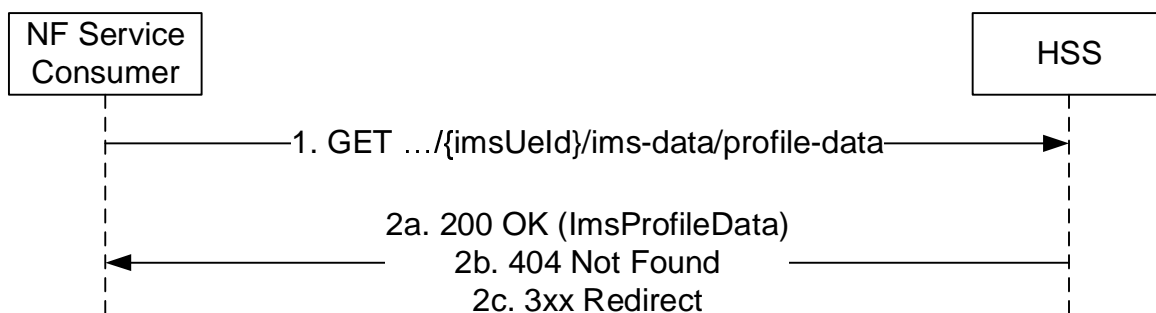 NF Service
Consumer
HSS
1. GET …/{imsUeId}/ims-data/profile-data
2a. 200 OK (ImsProfileData)
2b. 404 Not Found
2c. 3xx Redirect